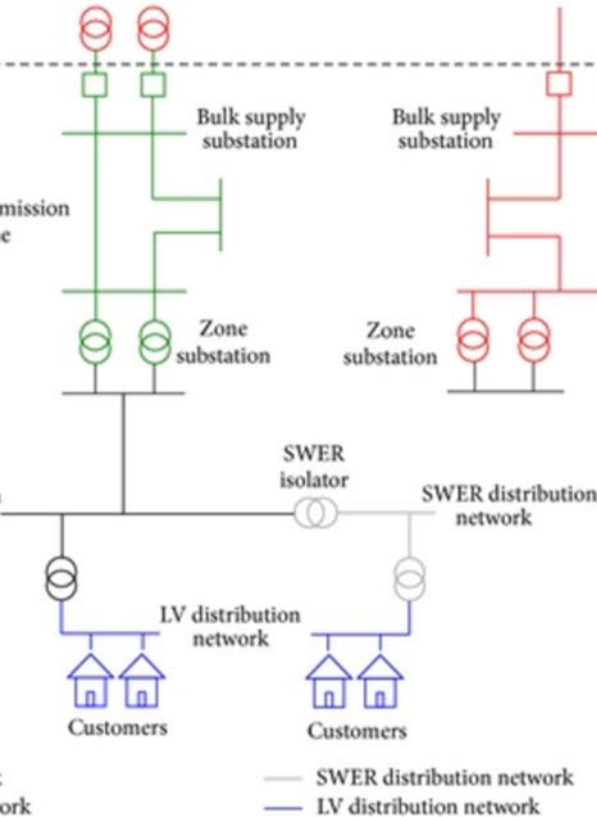 Bulk supply
substation
Bulk supply
substation
mission
e
Zone
substation
Zone
substation
SWER
isolator
SWER distribution
network
LV distribution
network
Customers
Customers
SWER distribution network
ork
LV distribution network